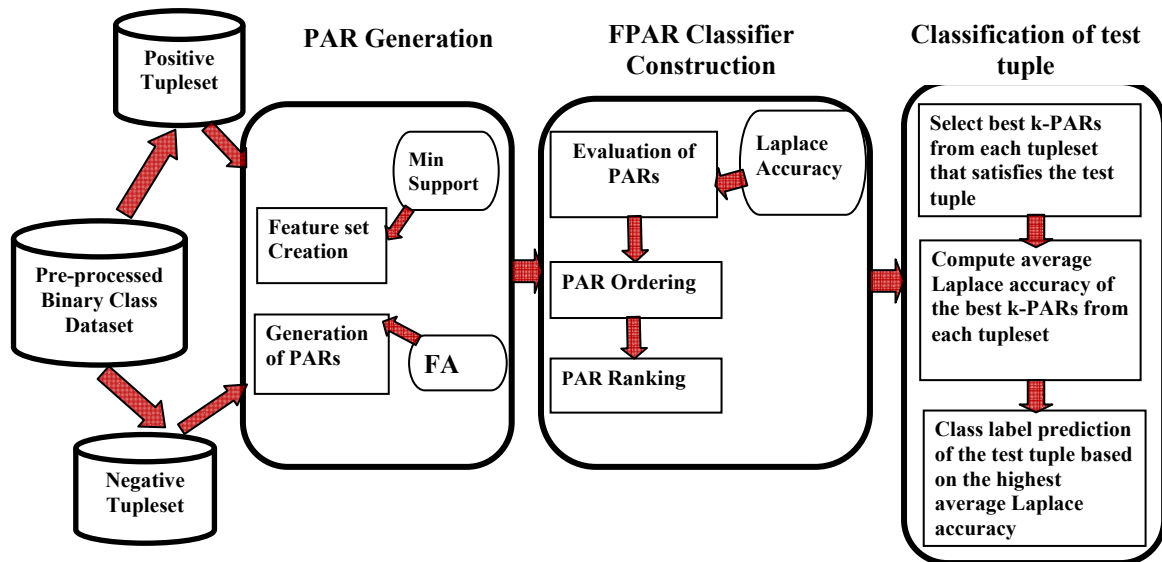 Positive
Tupleset
Pre-processed
Binary Class
Dataset
Negative
Tupleset
PAR Generation
Min
Support
Feature set
Creation
Generation
of PARs
FA
FPAR Classifier
Construction
Evaluation of
PARs
Laplace
Accuracy
PAR Ordering
PAR Ranking
Classification of test
tuple
Select best k-PARs
from each tupleset
that satisfies the test
tuple
Compute average
Laplace accuracy of
the best k-PARs from
each tupleset
Class label prediction
of the test tuple based
on the highest
average Laplace
accuracy